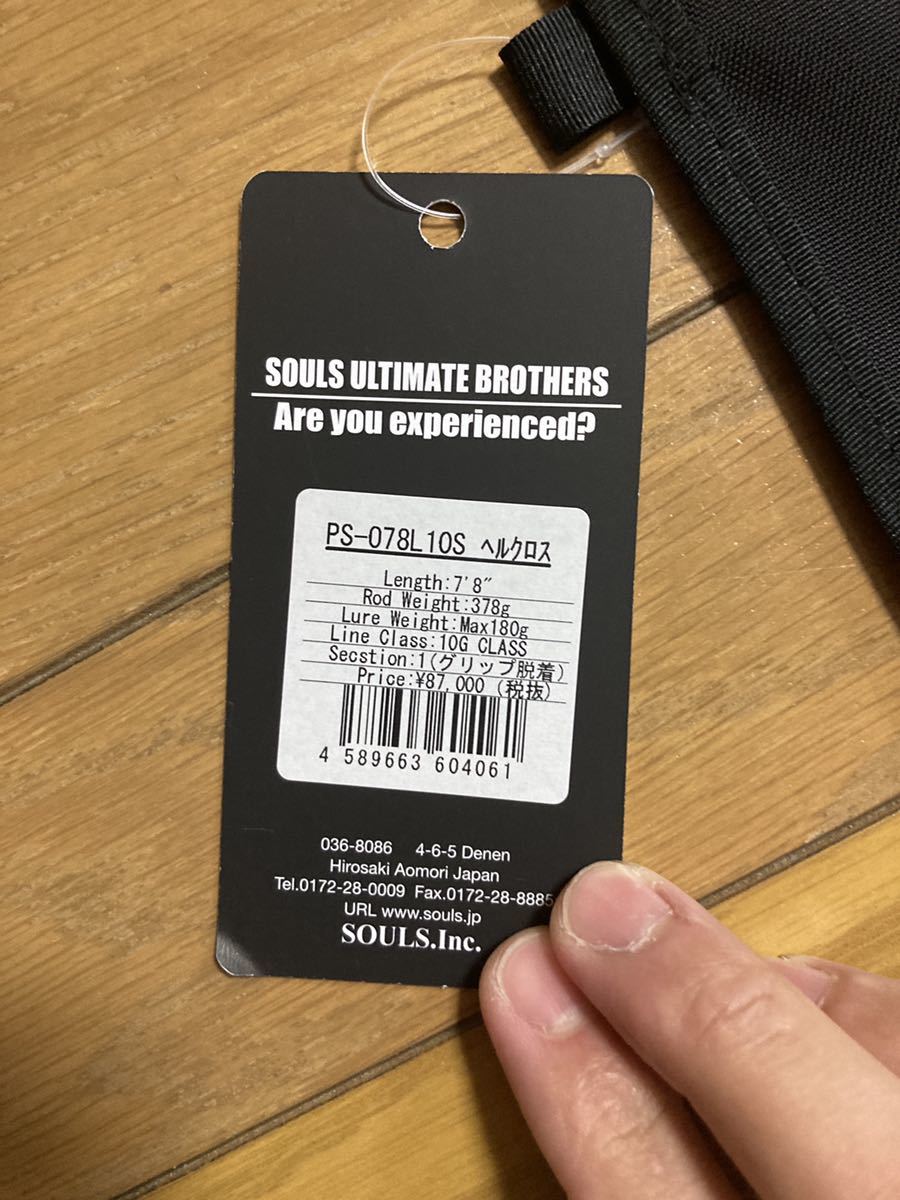 SOULS ULTIMATE BROTHERS
Are you experienced?
PS-078L10S ヘルクロス
Length:7'8"
Rod Weight:378g
Lure Weight:Max180g
Line Class:10G CLASS
Secstion:1(グリップ脱着)
Price:¥87,000 (税抜)
4 589663 604061
036-8086 4-6-5 Denen
Hirosaki Aomori Japan
Tel.0172-28-0009 Fax.0172-28-8885
URL www.souls.jp
SOULS.Inc.